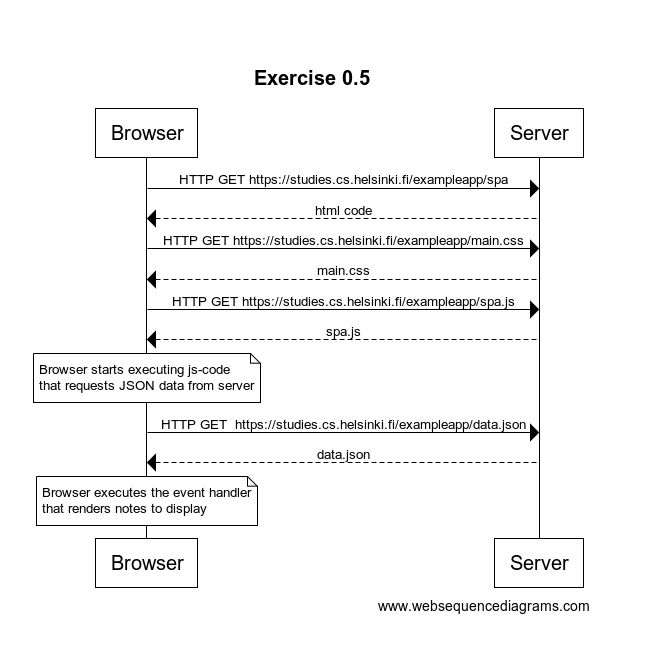 Exercise 0.5
Browser
Server
HTTP GET https://studies.cs.helsinki.fi/exampleapp/spa
html code
HTTP GET https://studies.cs.helsinki.fi/exampleapp/main.css
main.css
HTTP GET https://studies.cs.helsinki.fi/exampleapp/spa.js
spa.js
Browser starts executing js-code
that requests JSON data from server
HTTP GET  https://studies.cs.helsinki.fi/exampleapp/data.json
data.json
Browser executes the event handler
that renders notes to display
Browser
Server
www.websequencediagrams.com